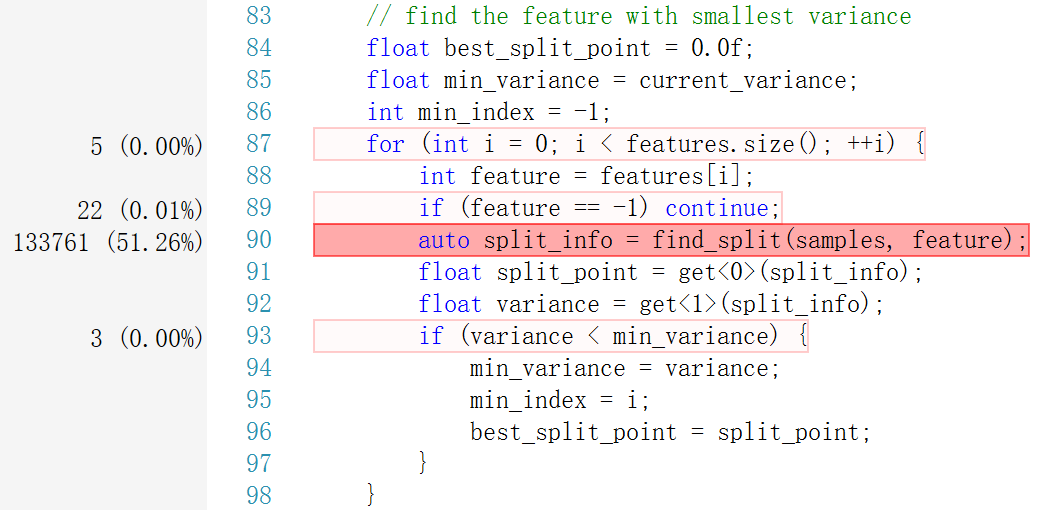 83 // find the feature with smallest variance
84 float best_split_point = 0.0f;
85 float min_variance = current_variance;
86 int min_index = -1;
5 (0.00%) 87 for (int i = 0; i < features.size(); ++i) {
88 int feature = features[i];
22 (0.01%) 89 if (feature == -1) continue;
133761 (51.26%) 90 auto split_info = find_split(samples, feature);
91 float split_point = get<0>(split_info);
92 float variance = get<1>(split_info);
3 (0.00%) 93 if (variance < min_variance) {
94 min_variance = variance;
95 min_index = i;
96 best_split_point = split_point;
97 }
98 }